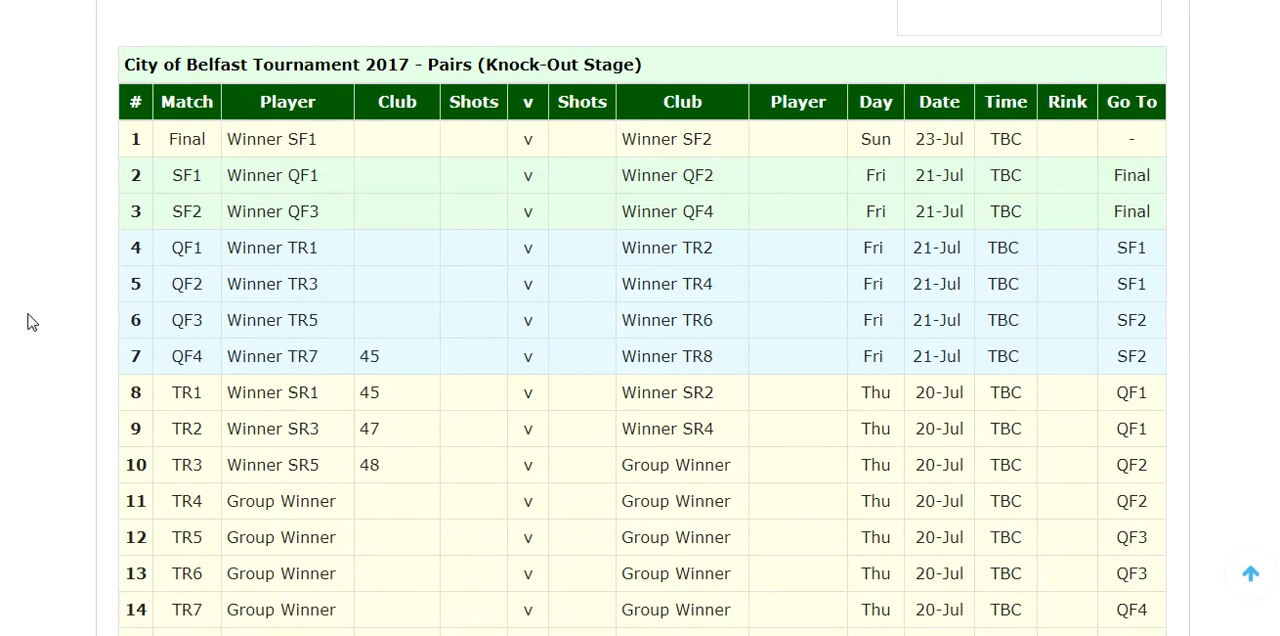 City of Belfast Tournament 2017 - Pairs (Knock-Out Stage)
# Match Player Club Shots v Shots Club Player Day Date Time Rink Go To
1 Final Winner SF1 v Winner SF2 Sun 23-Jul TBC -
2 SF1 Winner QF1 v Winner QF2 Fri 21-Jul TBC Final
3 SF2 Winner QF3 v Winner QF4 Fri 21-Jul TBC Final
4 QF1 Winner TR1 v Winner TR2 Fri 21-Jul TBC SF1
5 QF2 Winner TR3 v Winner TR4 Fri 21-Jul TBC SF1
6 QF3 Winner TR5 v Winner TR6 Fri 21-Jul TBC SF2
7 QF4 Winner TR7 45 v Winner TR8 Fri 21-Jul TBC SF2
8 TR1 Winner SR1 45 v Winner SR2 Thu 20-Jul TBC QF1
9 TR2 Winner SR3 47 v Winner SR4 Thu 20-Jul TBC QF1
10 TR3 Winner SR5 48 v Group Winner Thu 20-Jul TBC QF2
11 TR4 Group Winner v Group Winner Thu 20-Jul TBC QF2
12 TR5 Group Winner v Group Winner Thu 20-Jul TBC QF3
13 TR6 Group Winner v Group Winner Thu 20-Jul TBC QF3
14 TR7 Group Winner v Group Winner Thu 20-Jul TBC QF4